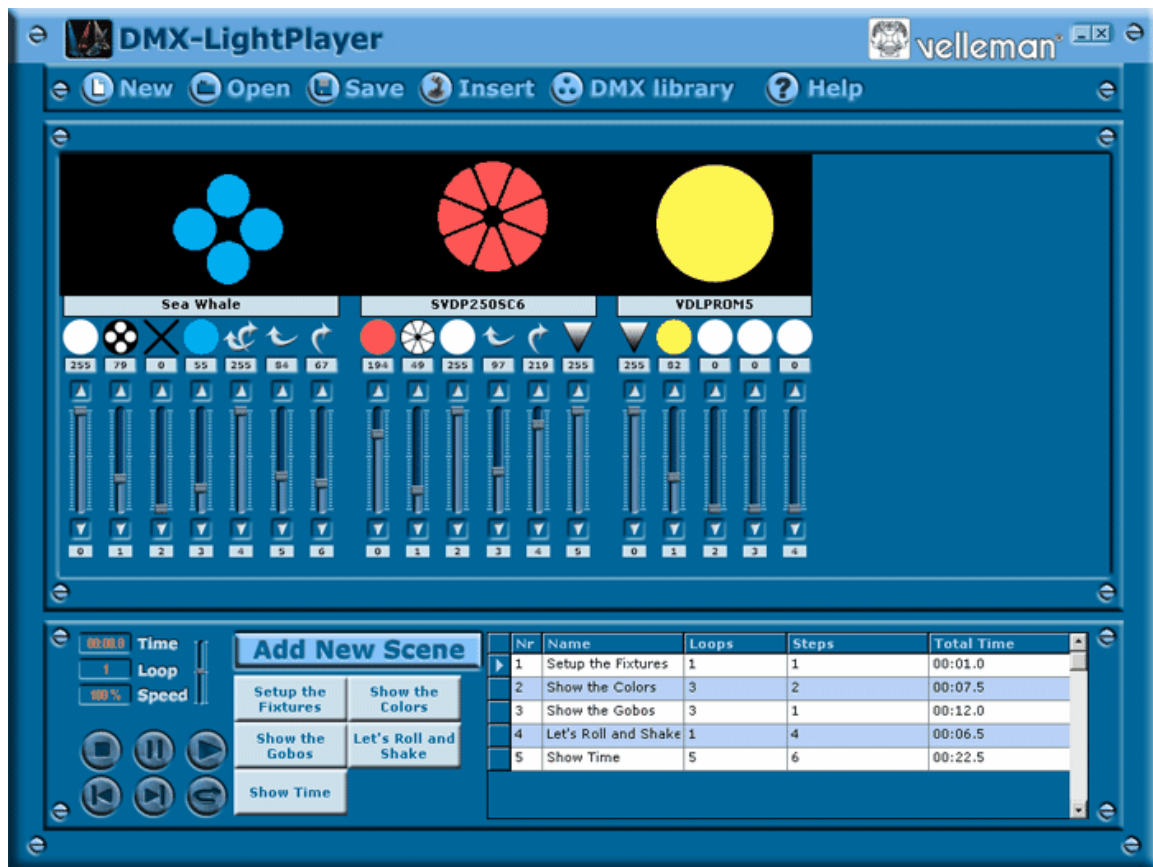 DMX-LightPlayer velleman®
New Open Save Insert DMX library ? Help
Sea Whale SVDP250SC6 VDLPROM5
255 79 0 55 255 84 67 194 49 255 97 219 255 255 82 0 0 0
0 1 2 3 4 5 6 0 1 2 3 4 5 0 1 2 3 4
00:00.0 Time
1 Loop
100 % Speed
Add New Scene
Setup the
Fixtures
Show the
Colors
Show the
Gobos
Let's Roll and
Shake
Show Time
Nr Name Loops Steps Total Time
1 Setup the Fixtures 1 1 00:01.0
2 Show the Colors 3 2 00:07.5
3 Show the Gobos 3 1 00:12.0
4 Let's Roll and Shake 1 4 00:06.5
5 Show Time 5 6 00:22.5